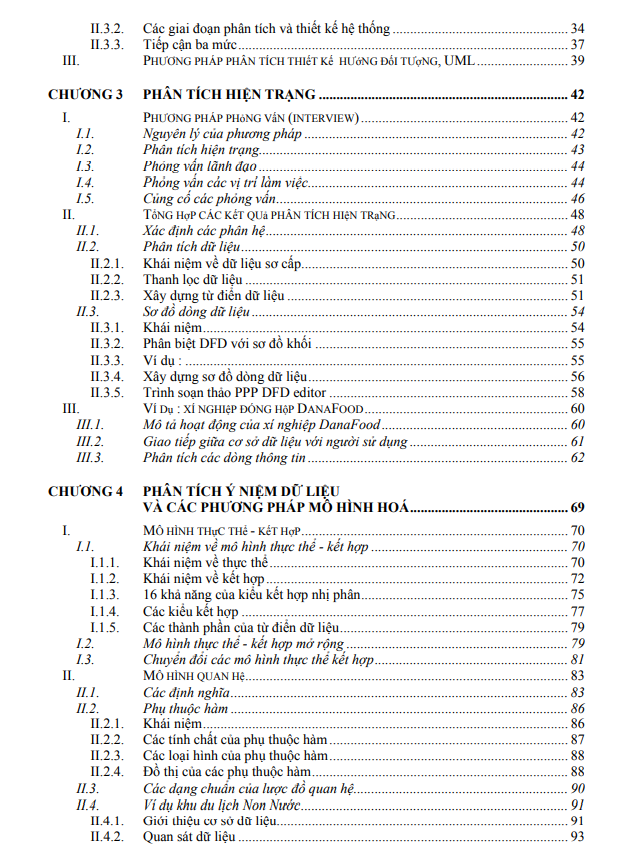 II.3.2. Các giai đoạn phân tích và thiết kế hệ thống ........ 34
II.3.3. Tiếp cận ba mức ........ 37
III. PHƯƠNG PHÁP PHÂN TÍCH THIẾT KẾ HƯỚNG ĐỐI TƯỢNG, UML ........ 39
CHƯƠNG 3 PHÂN TÍCH HIỆN TRẠNG ........ 42
I. PHƯƠNG PHÁP PHỎNG VẤN (INTERVIEW) ........ 42
I.1. Nguyên lý của phương pháp ........ 42
I.2. Phân tích hiện trạng ........ 43
I.3. Phỏng vấn lãnh đạo ........ 44
I.4. Phỏng vấn các vị trí làm việc ........ 44
I.5. Củng cố các phỏng vấn ........ 46
II. TỔNG HỢP CÁC KẾT QUẢ PHÂN TÍCH HIỆN TRẠNG ........ 48
II.1. Xác định các phân hệ ........ 48
II.2. Phân tích dữ liệu ........ 50
II.2.1. Khái niệm về dữ liệu sơ cấp ........ 50
II.2.2. Thanh lọc dữ liệu ........ 51
II.2.3. Xây dựng từ điển dữ liệu ........ 51
II.3. Sơ đồ dòng dữ liệu ........ 54
II.3.1. Khái niệm ........ 54
II.3.2. Phân biệt DFD với sơ đồ khối ........ 55
II.3.3. Ví dụ : ........ 55
II.3.4. Xây dựng sơ đồ dòng dữ liệu ........ 56
II.3.5. Trình soạn thảo PPP DFD editor ........ 58
III. VÍ DỤ : XÍ NGHIỆP ĐÓNG HỘP DANAFOOD ........ 60
III.1. Mô tả hoạt động của xí nghiệp DanaFood ........ 60
III.2. Giao tiếp giữa cơ sở dữ liệu với người sử dụng ........ 61
III.3. Phân tích các dòng thông tin ........ 62
CHƯƠNG 4 PHÂN TÍCH Ý NIỆM DỮ LIỆU
VÀ CÁC PHƯƠNG PHÁP MÔ HÌNH HOÁ ........ 69
I. MÔ HÌNH THỰC THỂ - KẾT HỢP ........ 70
I.1. Khái niệm về mô hình thực thể - kết hợp ........ 70
I.1.1. Khái niệm về thực thể ........ 70
I.1.2. Khái niệm về kết hợp ........ 72
I.1.3. 16 khả năng của kiểu kết hợp nhị phân ........ 75
I.1.4. Các kiểu kết hợp ........ 77
I.1.5. Các thành phần của từ điển dữ liệu ........ 79
I.2. Mô hình thực thể - kết hợp mở rộng ........ 79
I.3. Chuyển đổi các mô hình thực thể kết hợp ........ 81
II. MÔ HÌNH QUAN HỆ ........ 83
II.1. Các định nghĩa ........ 83
II.2. Phụ thuộc hàm ........ 86
II.2.1. Khái niệm ........ 86
II.2.2. Các tính chất của phụ thuộc hàm ........ 87
II.2.3. Các loại hình của phụ thuộc hàm ........ 88
II.2.4. Đồ thị của các phụ thuộc hàm ........ 88
II.3. Các dạng chuẩn của lược đồ quan hệ ........ 90
II.4. Ví dụ khu du lịch Non Nước ........ 91
II.4.1. Giới thiệu cơ sở dữ liệu ........ 91
II.4.2. Quan sát dữ liệu ........ 93